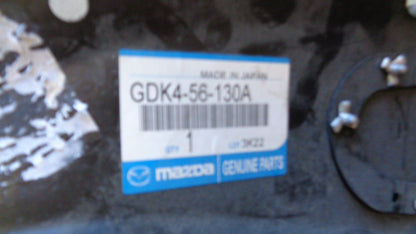 MADE IN JAPAN
GDK4-56-130A
QTY 1 LOT 3K22
mazda GENUINE PARTS